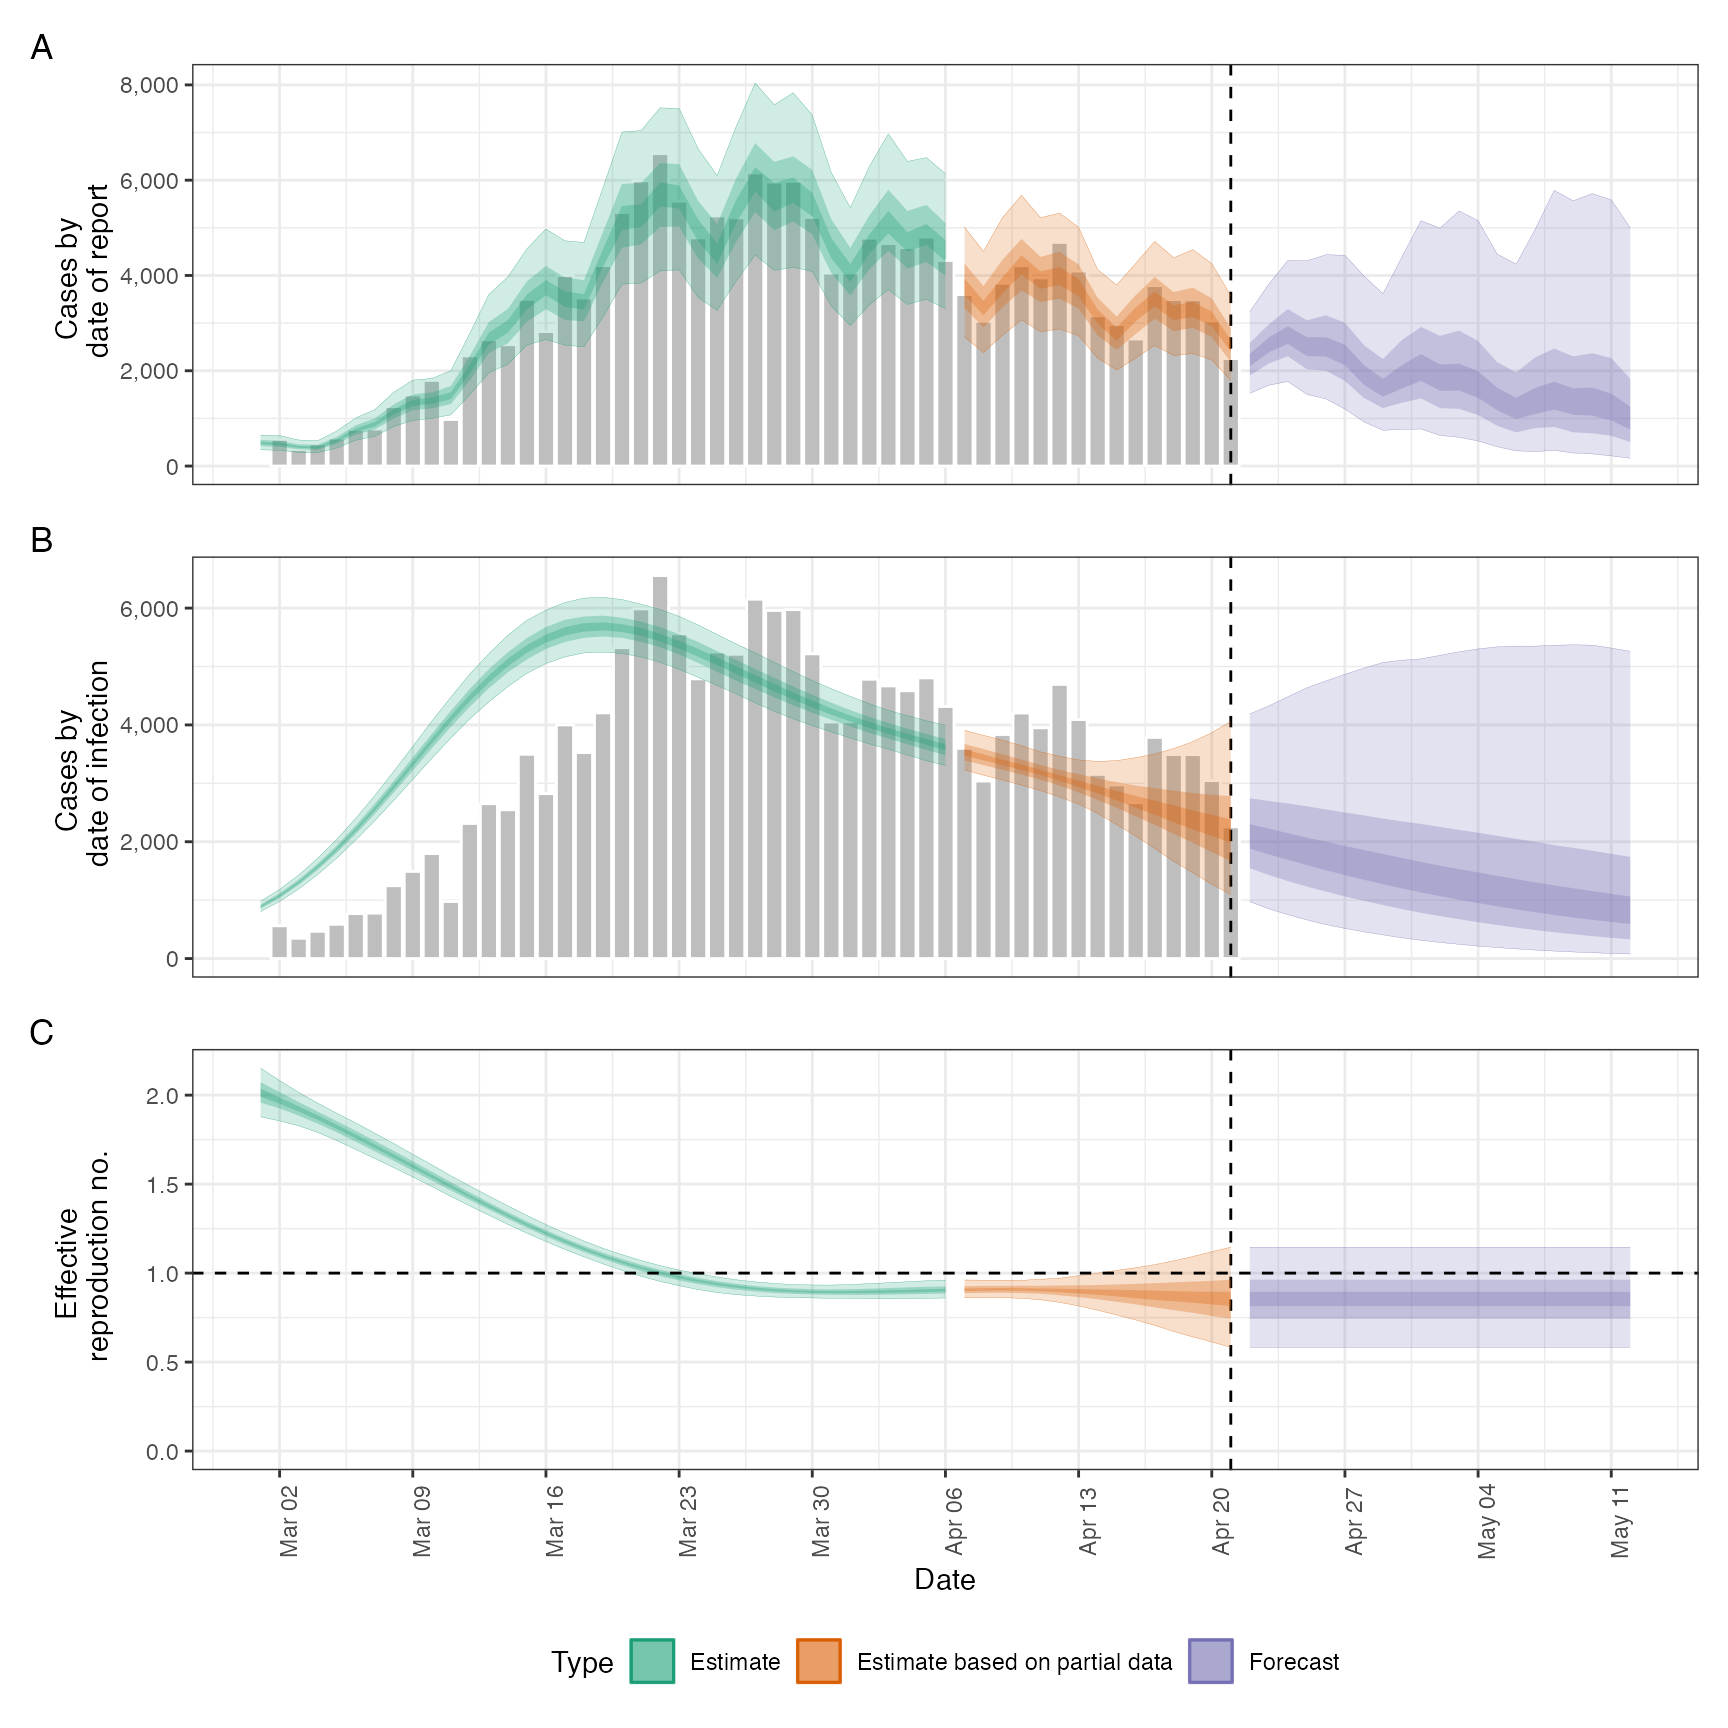 A
Cases by
date of report
8,000
6,000
4,000
2,000
0
B
Cases by
date of infection
6,000
4,000
2,000
0
C
Effective
reproduction no.
2.0
1.5
1.0
0.5
0.0
Mar 02
Mar 09
Mar 16
Mar 23
Mar 30
Apr 06
Apr 13
Apr 20
Apr 27
May 04
May 11
Date
Type
Estimate
Estimate based on partial data
Forecast